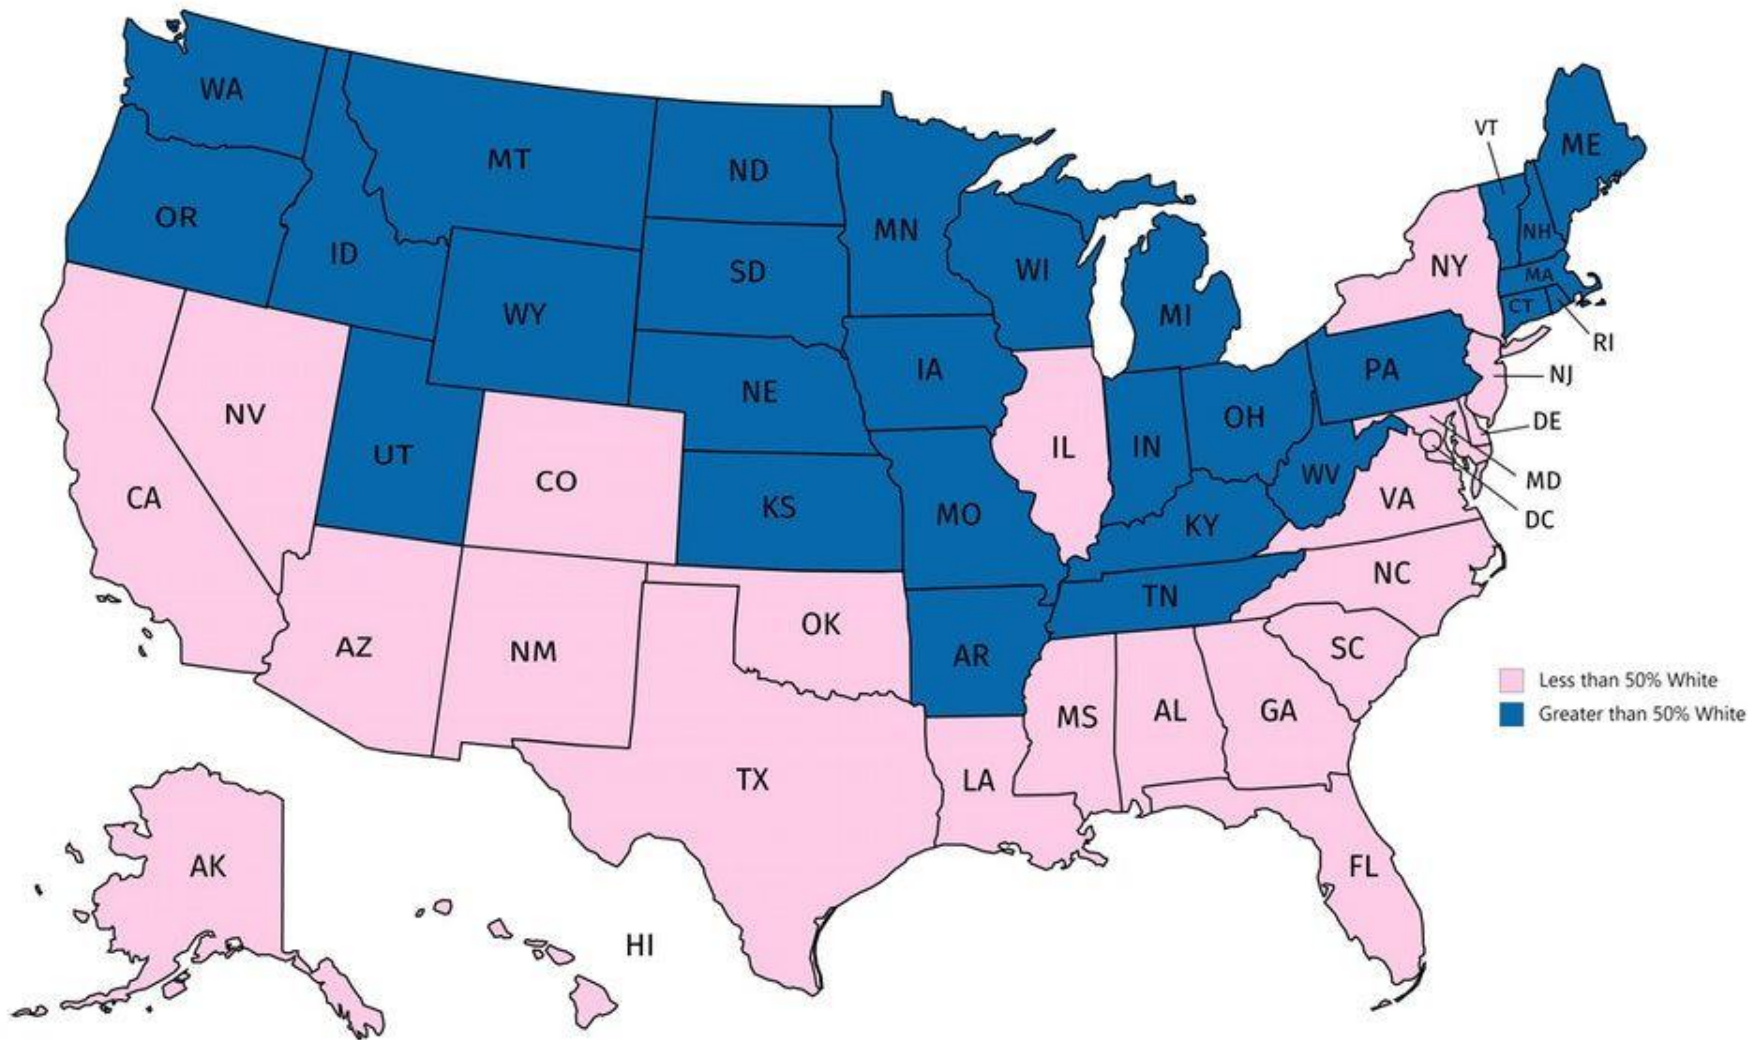 WA
MT
ND
MN
VT
ME
OR
ID
SD
WI
NH
NY
MA
WY
MI
CT
RI
NE
IA
PA
NJ
NV
UT
CO
IL
IN
OH
DE
CA
KS
MO
KY
WV
VA
MD
DC
AZ
NM
OK
AR
TN
NC
SC
TX
LA
MS
AL
GA
Less than 50% White
Greater than 50% White
AK
HI
FL